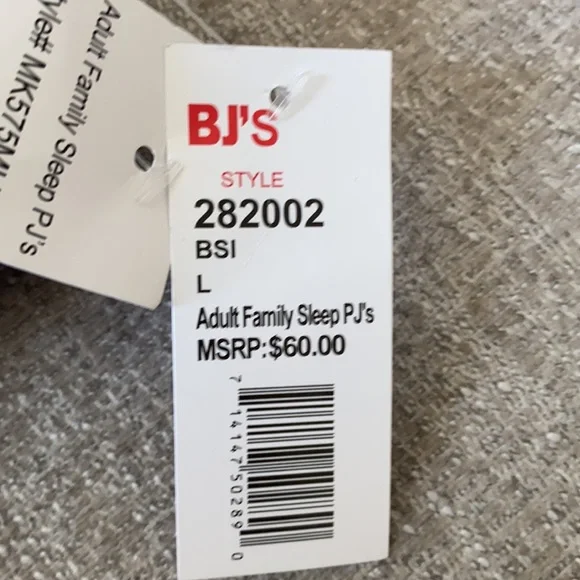 BJ's
STYLE
282002
BSI
L
Adult Family Sleep PJ's
MSRP:$60.00
7 14147 50289 0
Adult Family Sleep PJ's